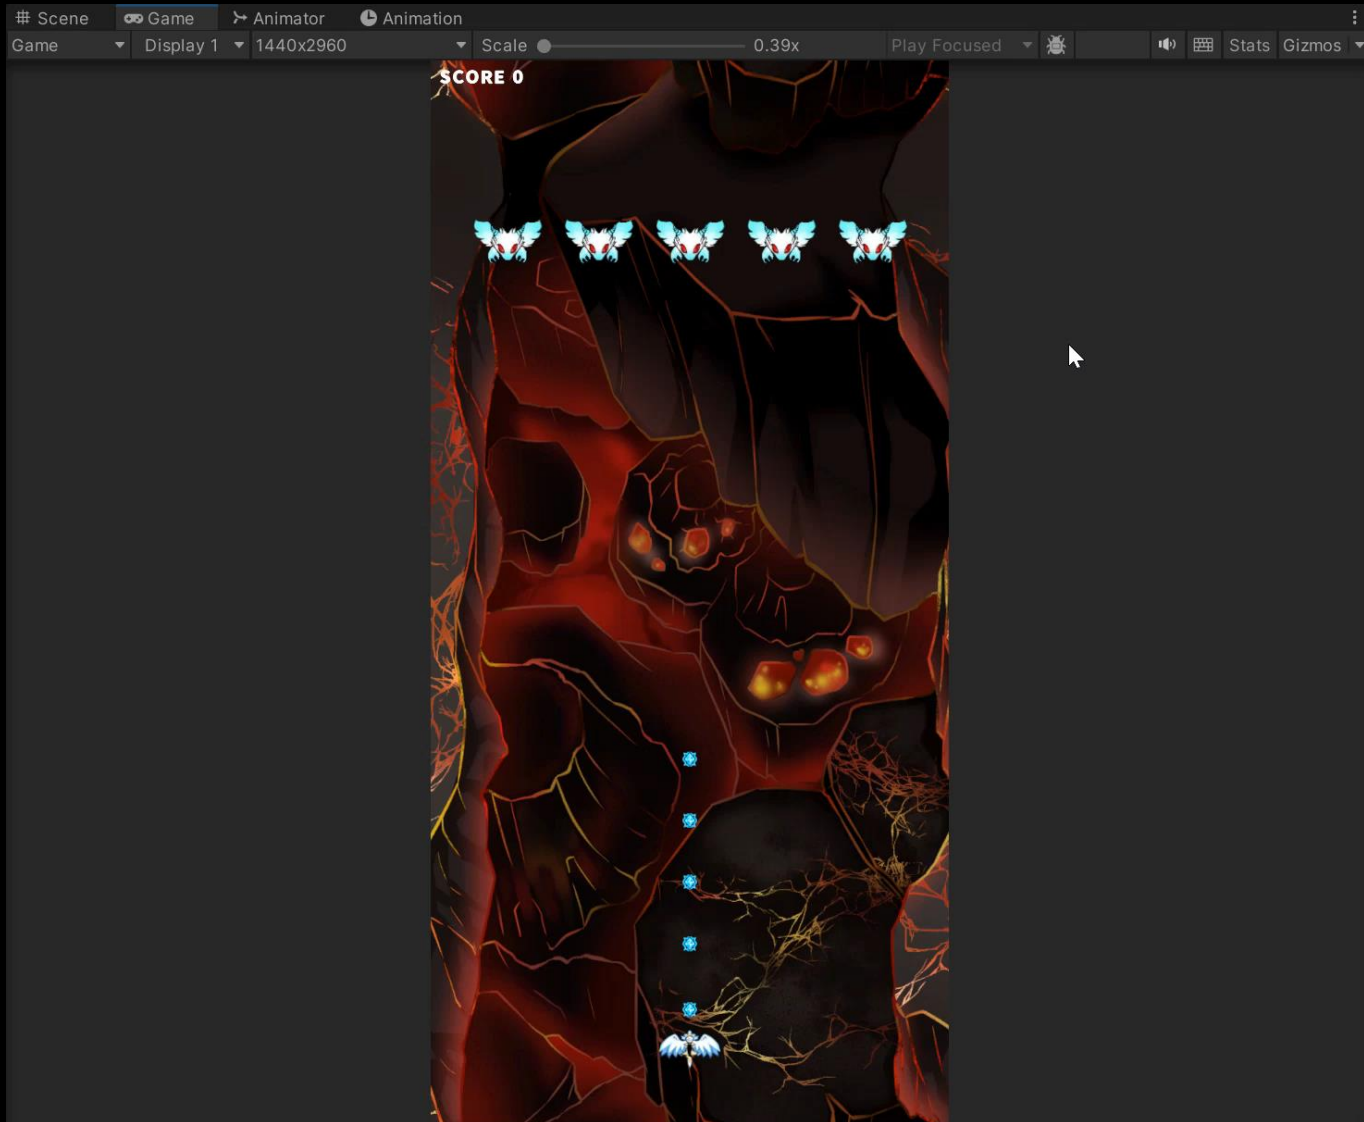 Scene Game Animator Animation
Game Display 1 1440x2960 Scale 0.39x Play Focused Stats Gizmos
SCORE 0